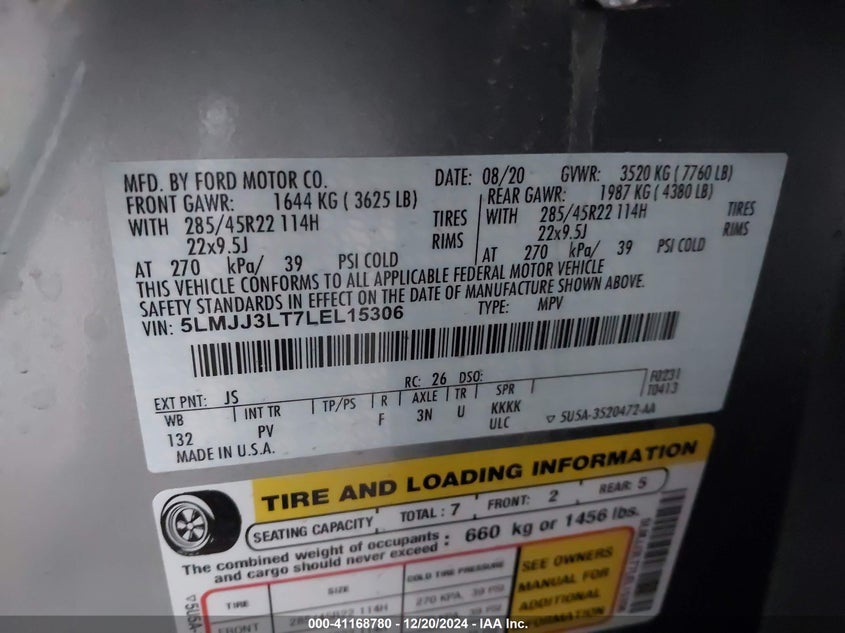 MFD. BY FORD MOTOR CO.
DATE: 08/20 GVWR: 3520 KG ( 7760 LB)
FRONT GAWR: 1644 KG ( 3625 LB)
REAR GAWR: 1987 KG ( 4380 LB)
WITH 285/45R22 114H TIRES
WITH 285/45R22 114H TIRES
22x9.5J RIMS
22x9.5J RIMS
AT 270 kPa/ 39 PSI COLD
AT 270 kPa/ 39 PSI COLD
THIS VEHICLE CONFORMS TO ALL APPLICABLE FEDERAL MOTOR VEHICLE
SAFETY STANDARDS IN EFFECT ON THE DATE OF MANUFACTURE SHOWN ABOVE.
VIN: 5LMJJ3LT7LEL15306 TYPE: MPV
EXT PNT: JS RC: 26 DSO: F0231
T0413
WB INT TR TP/PS R AXLE TR SPR
132 PV F 3N U KKKK
ULC ▽ 5U5A-3520472-AA
MADE IN U.S.A.
TIRE AND LOADING INFORMATION
SEATING CAPACITY TOTAL : 7 FRONT: 2 REAR: 5
The combined weight of occupants
and cargo should never exceed : 660 kg or 1456 lbs.
TIRE SIZE COLD TIRE PRESSURE
FRONT 285/45R22 114H 270 KPA, 39 PSI
SEE OWNERS
MANUAL FOR
ADDITIONAL
INFORMATION
▽5U5A-
000-41168780 - 12/20/2024 - IAA Inc.